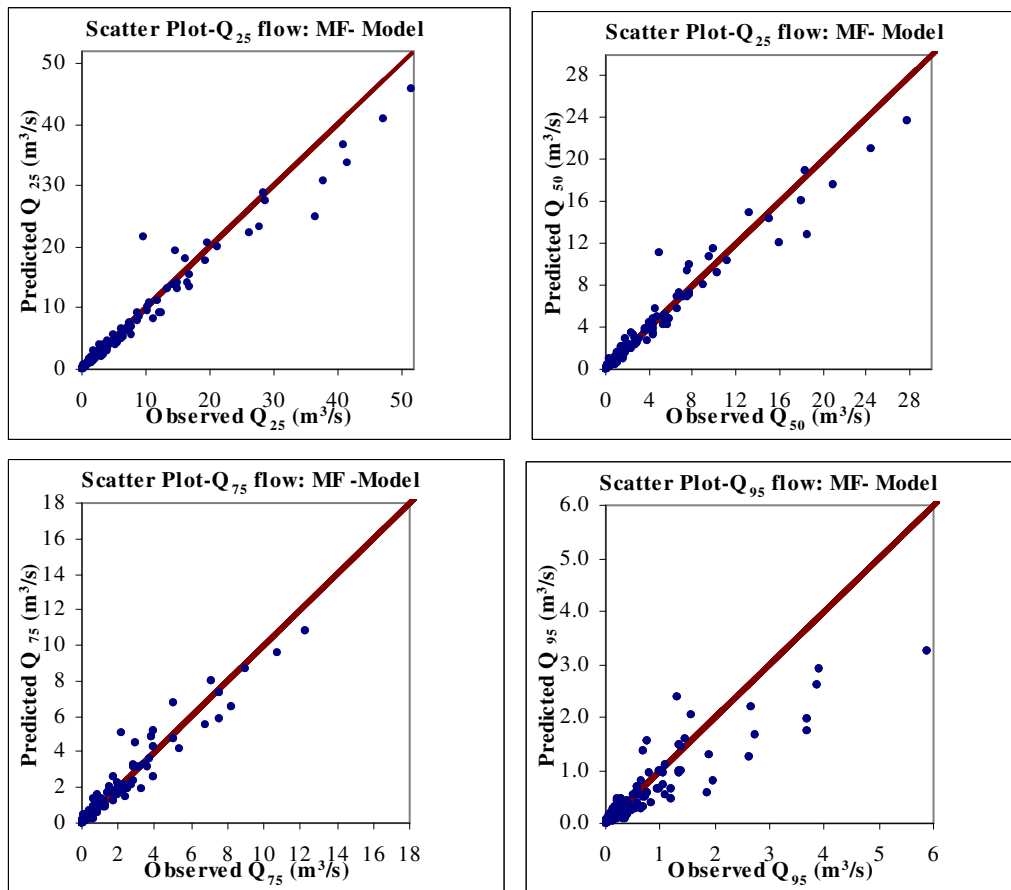 Scatter Plot-Q25 flow: MF- Model
Predicted Q 25 (m³/s)
50
40
30
20
10
0
0 10 20 30 40 50
Observed Q25 (m³/s)
Scatter Plot-Q25 flow: MF- Model
Predicted Q 50 (m³/s)
28
24
20
16
12
8
4
0
0 4 8 12 16 20 24 28
Observed Q50 (m³/s)
Scatter Plot-Q75 flow: MF -Model
Predicted Q 75 (m³/s)
18
16
14
12
10
8
6
4
2
0
0 2 4 6 8 10 12 14 16 18
Observed Q75 (m³/s)
Scatter Plot-Q95 flow: MF- Model
Predicted Q 95 (m³/s)
6.0
5.0
4.0
3.0
2.0
1.0
0.0
0 1 2 3 4 5 6
Observed Q95 (m³/s)